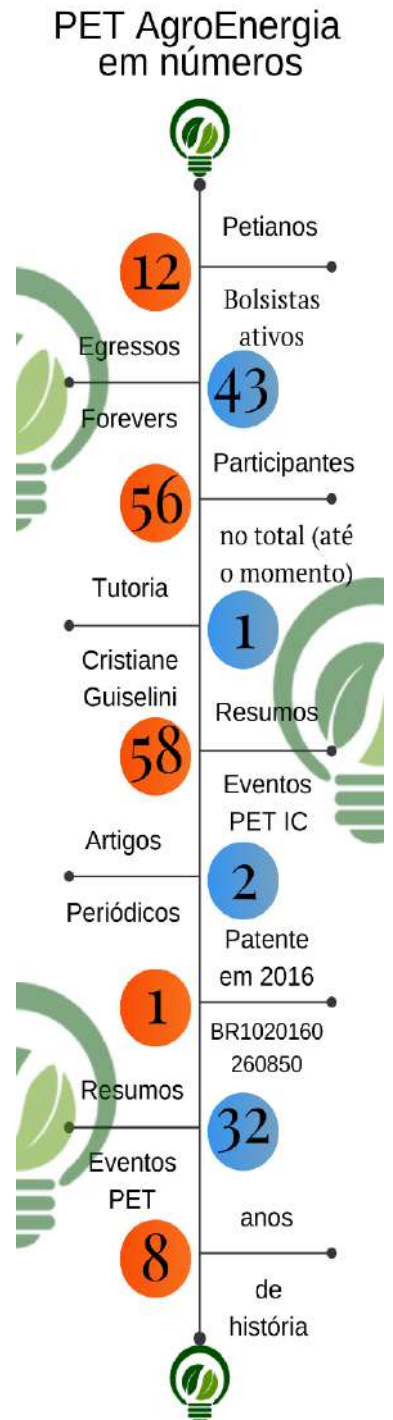 PET AgroEnergia
em números
Petianos
12
Bolsistas
ativos
Egressos
43
Forevers
Participantes
56
no total (até
o momento)
Tutoria
1
Cristiane
Guiselini
Resumos
58
Eventos
PET IC
Artigos
2
Periódicos
Patente
em 2016
1
BR1020160
260850
Resumos
32
Eventos
PET
anos
8
de
história